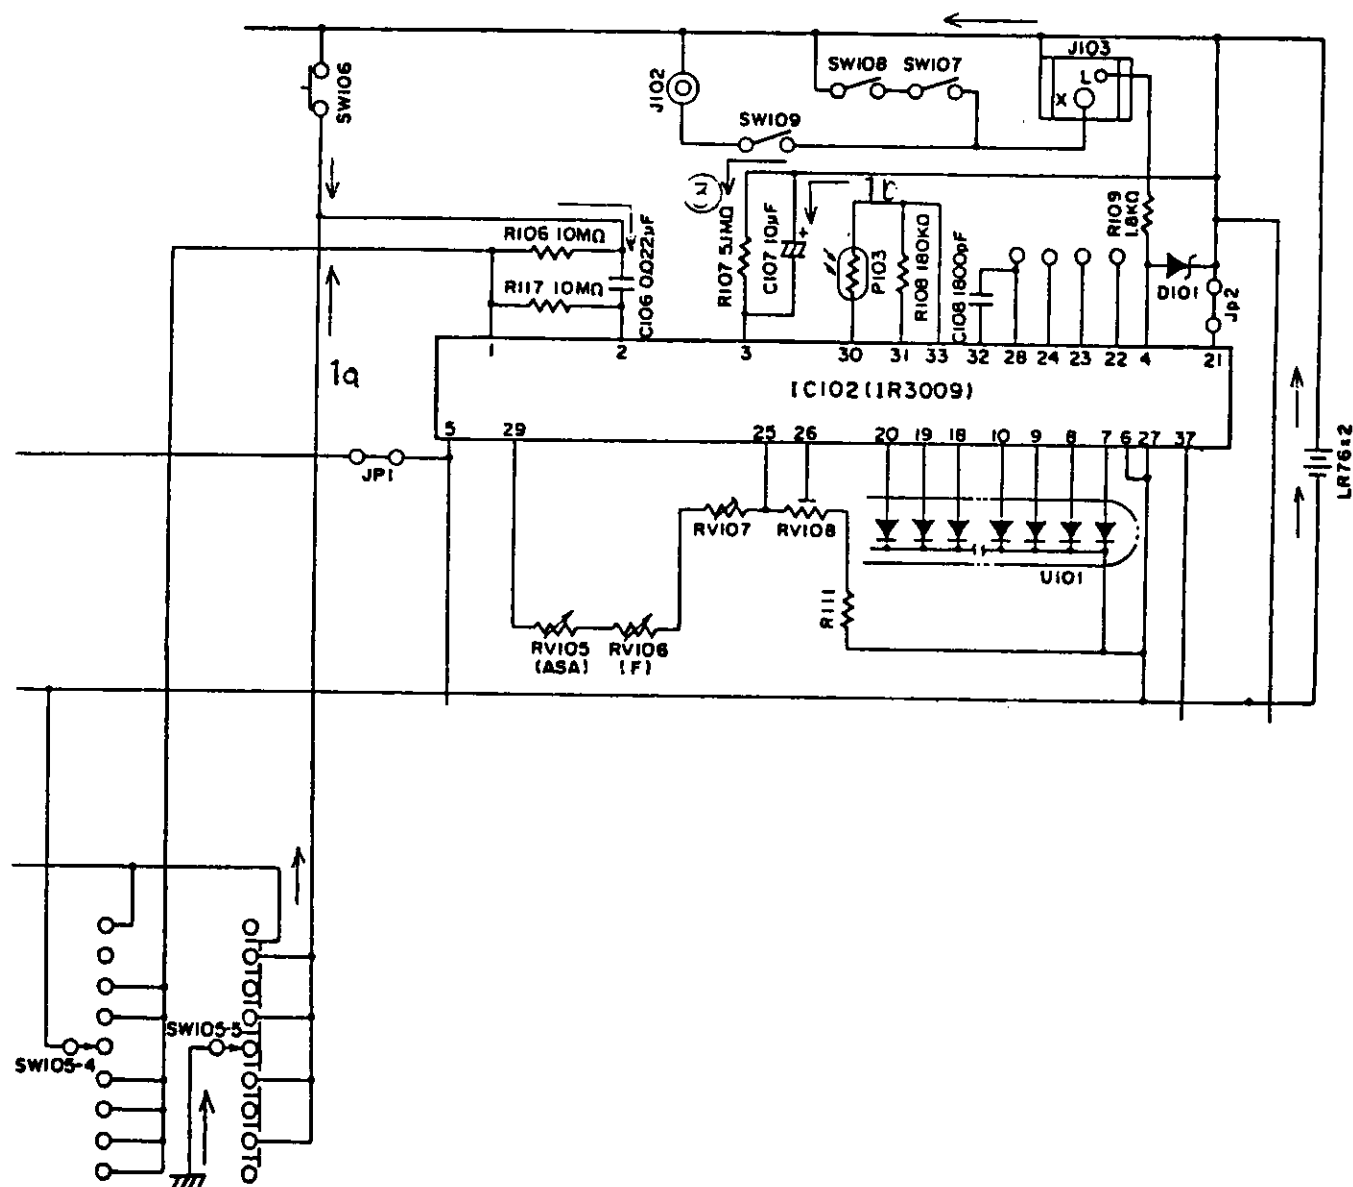 J103
SW106
J102
SW108
SW107
L
X
SW109
(N)
R106 10MΩ
R117 10MΩ
C106 0.022µF
R107 5.1MΩ
C107 10µF
+
P103
R108 180KΩ
C108 1800pF
R109
1.8KΩ
D101
Jp2
1a
1 2 3 30 31 33 32 28 24 23 22 4 21
IC102(IR3009)
5 29 25 26 20 19 18 10 9 8 7 6 27 37
JP1
LR76×2
RV107
RV108
U101
R111
RV105
(ASA)
RV106
(F)
SW105-5
SW105-4